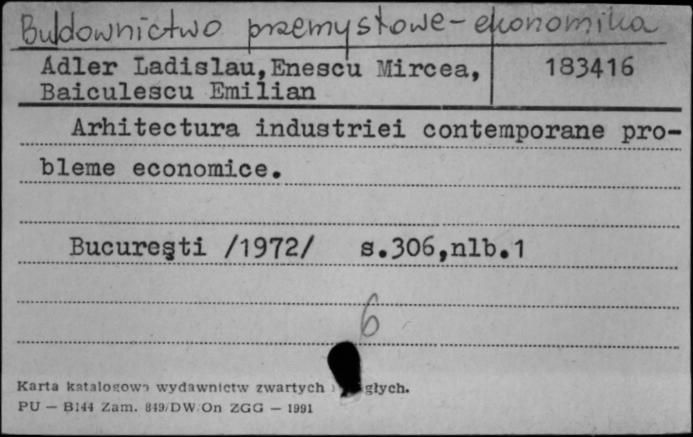 Budownictwo przemysłowe-ekonomika
Adler Ladislau,Enescu Mircea, 183416
Baiculescu Emilian
Arhitectura industriei contemporane pro-
bleme economice.
Bucureşti /1972/ s.306,nlb.1
6
Karta katalogowa wydawnictw zwartych głych.
PU — B144 Zam. 849/DW/On ZGG — 1991